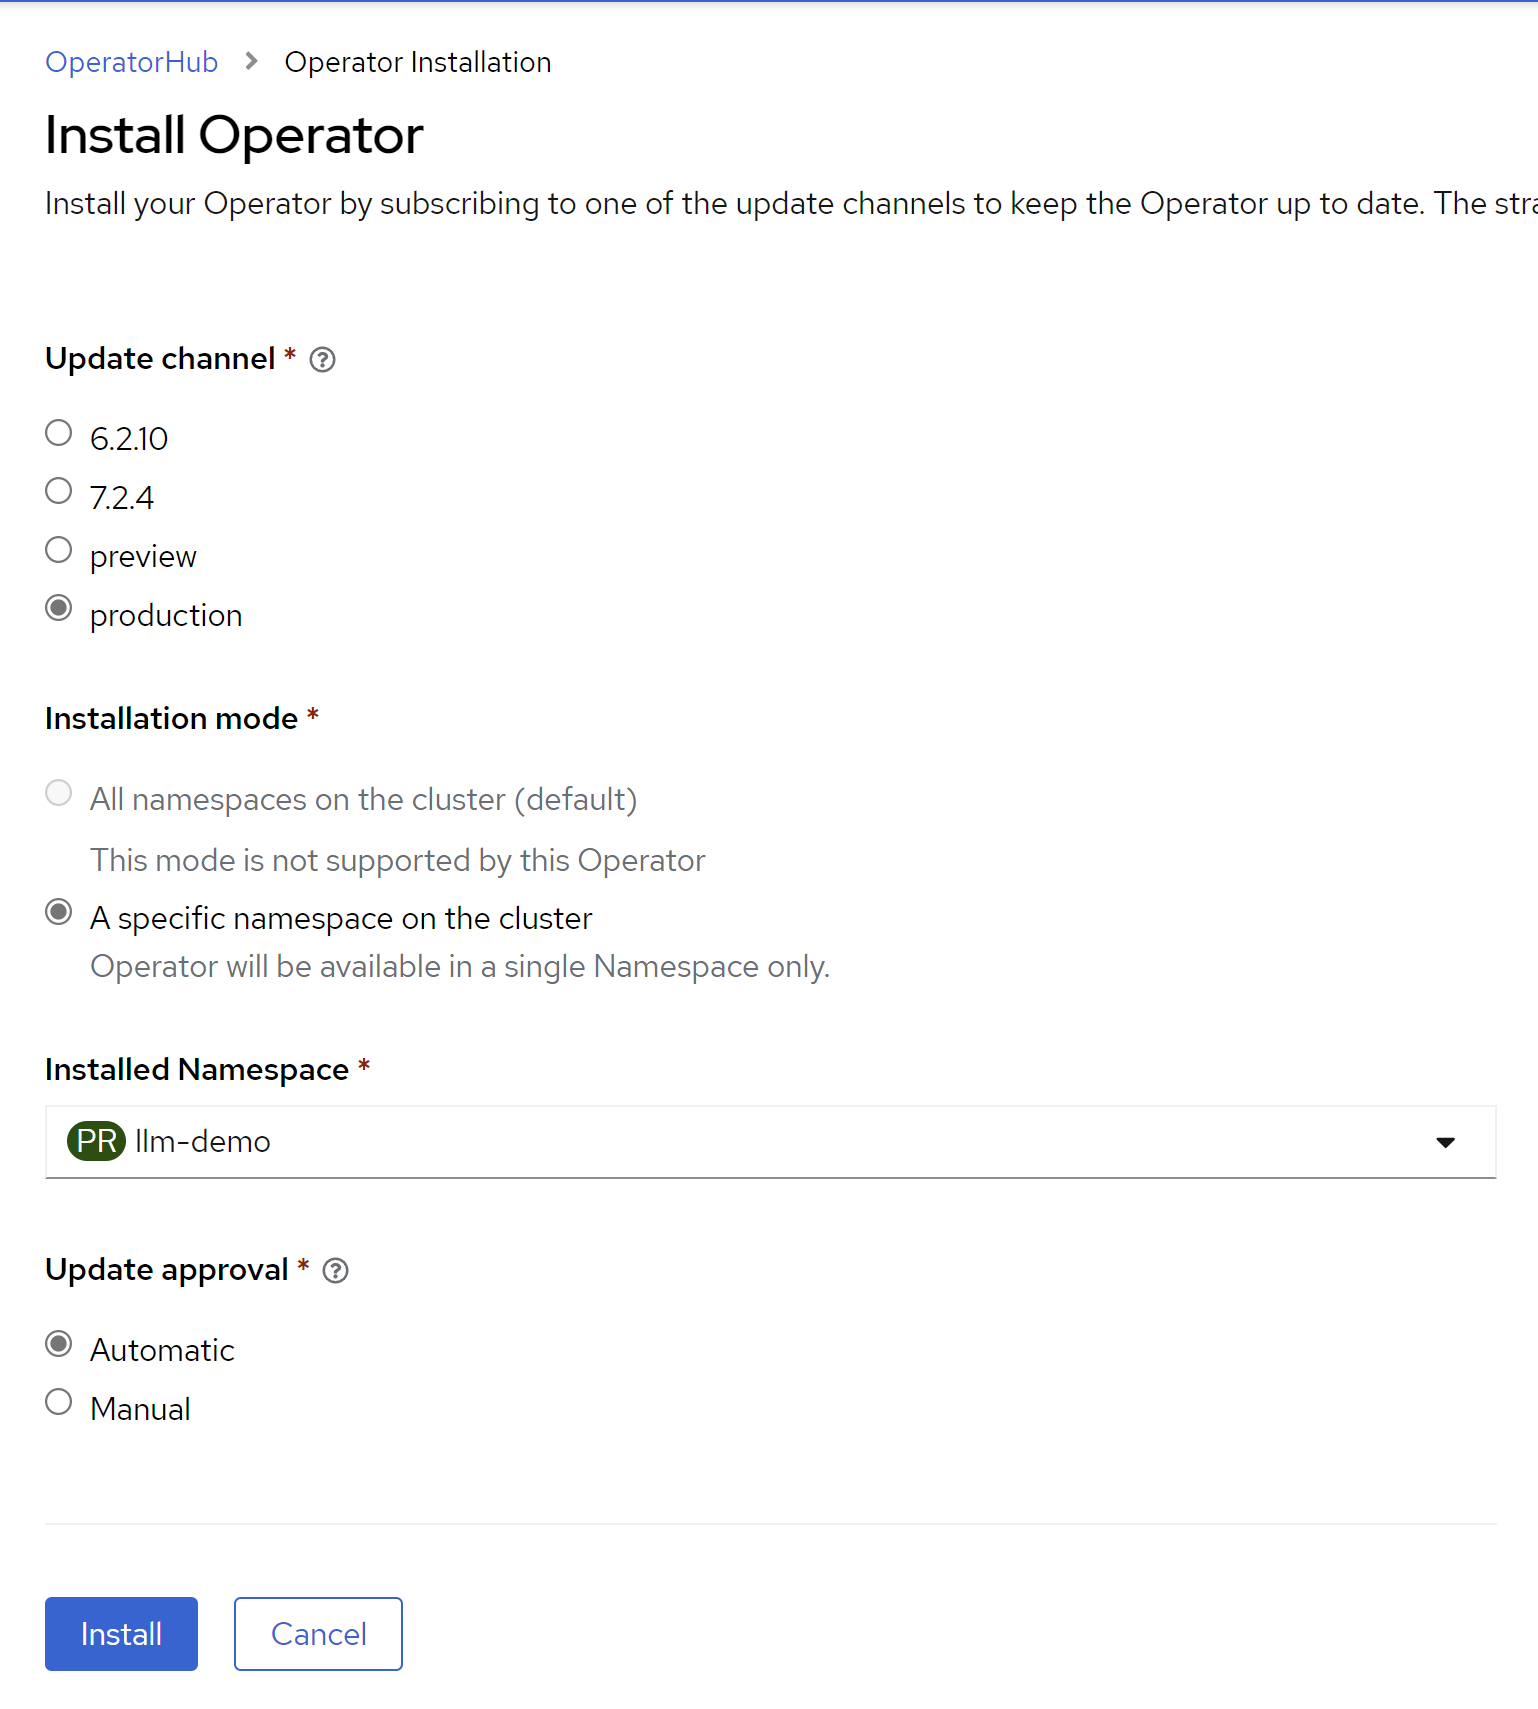 OperatorHub > Operator Installation
Install Operator
Install your Operator by subscribing to one of the update channels to keep the Operator up to date. The stra
Update channel *
6.2.10
7.2.4
preview
production
Installation mode *
All namespaces on the cluster (default)
This mode is not supported by this Operator
A specific namespace on the cluster
Operator will be available in a single Namespace only.
Installed Namespace *
PR llm-demo
Update approval *
Automatic
Manual
Install Cancel